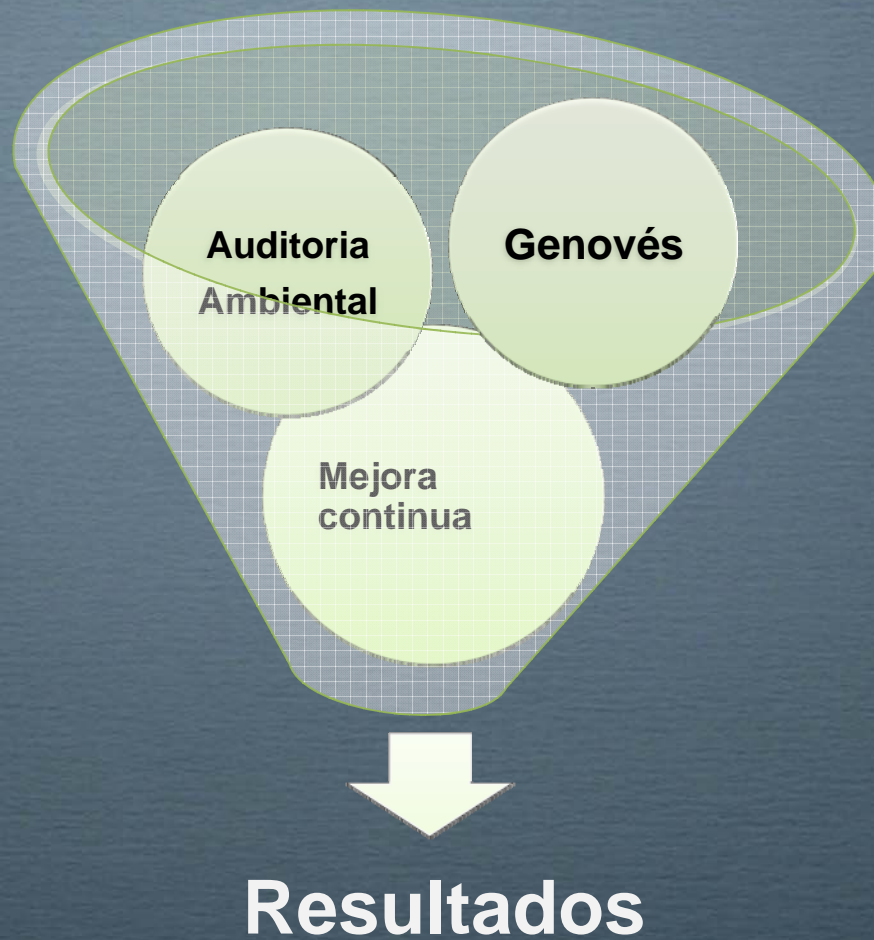 Auditoria
Ambiental
Genovés
Mejora
continua
Resultados